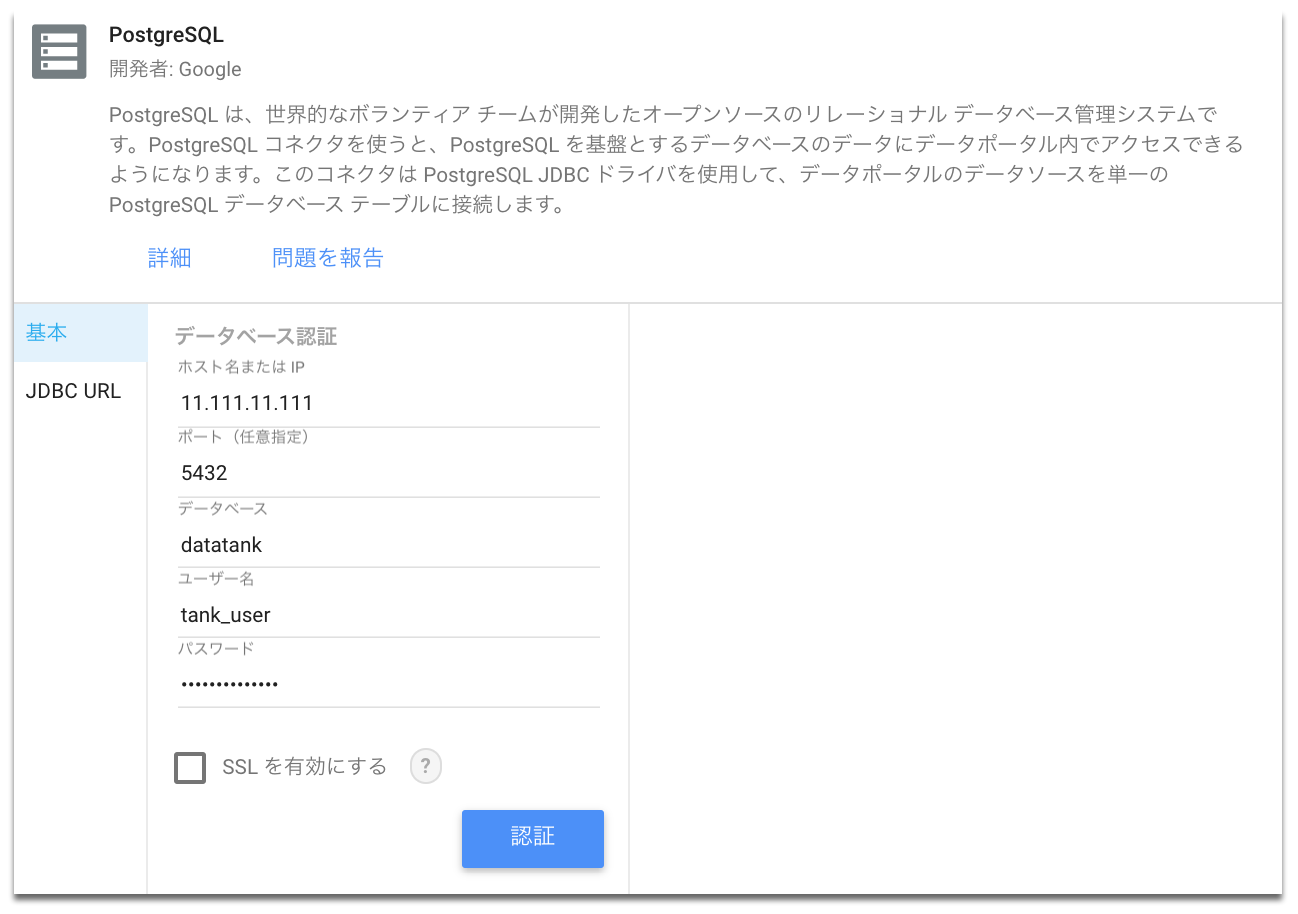 PostgreSQL
開発者: Google
PostgreSQL は、世界的なボランティア チームが開発したオープンソースのリレーショナル データベース管理システムで
す。PostgreSQL コネクタを使うと、PostgreSQL を基盤とするデータベースのデータにデータポータル内でアクセスできる
ようになります。このコネクタは PostgreSQL JDBC ドライバを使用して、データポータルのデータソースを単一の
PostgreSQL データベース テーブルに接続します。
詳細 問題を報告
基本
JDBC URL
データベース認証
ホスト名または IP
11.111.11.111
ポート（任意指定）
5432
データベース
datatank
ユーザー名
tank_user
パスワード
••••••••••••••
SSL を有効にする ?
認証